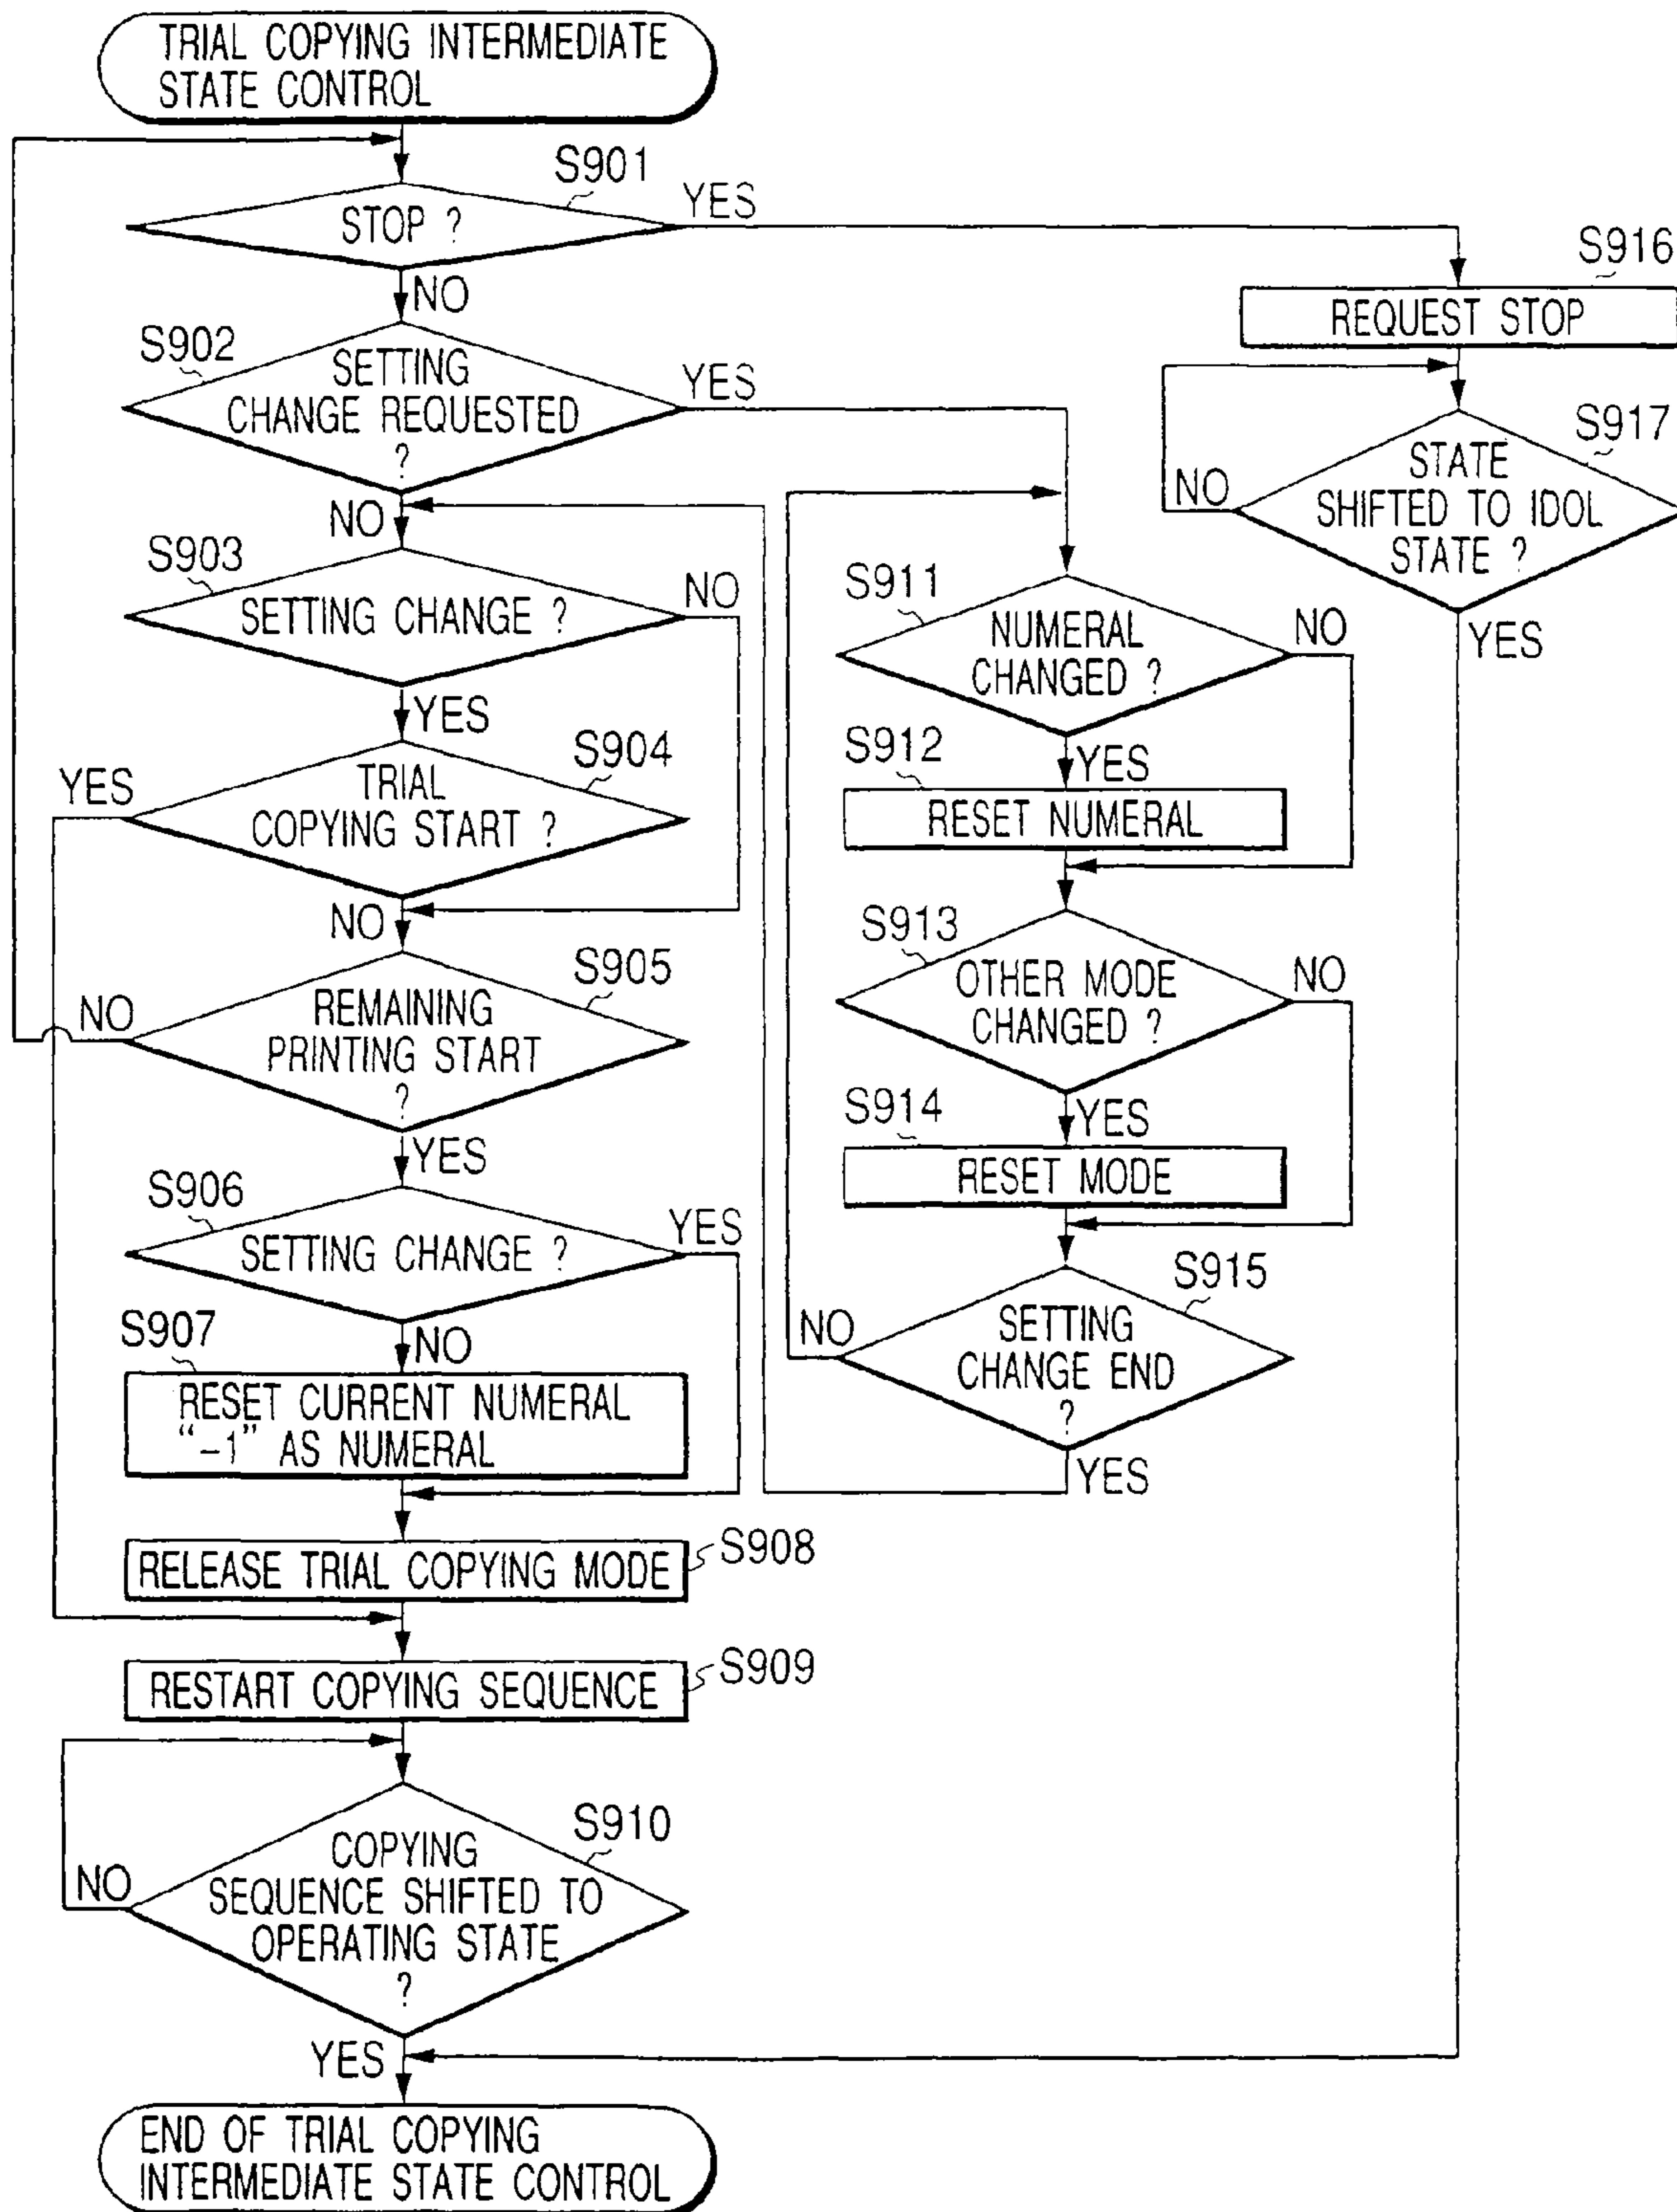 TRIAL COPYING INTERMEDIATE
STATE CONTROL
S901
STOP ?
YES
NO
S902
SETTING
CHANGE REQUESTED
?
YES
NO
S903
SETTING CHANGE ?
NO
YES
S904
TRIAL
COPYING START ?
YES
NO
S905
REMAINING
PRINTING START
?
NO
YES
S906
SETTING CHANGE ?
YES
NO
S907
RESET CURRENT NUMERAL
“–1” AS NUMERAL
RELEASE TRIAL COPYING MODE
S908
RESTART COPYING SEQUENCE
S909
S910
COPYING
SEQUENCE SHIFTED TO
OPERATING STATE
?
NO
YES
END OF TRIAL COPYING
INTERMEDIATE STATE CONTROL
S911
NUMERAL
CHANGED ?
NO
YES
S912
RESET NUMERAL
S913
OTHER MODE
CHANGED ?
NO
YES
S914
RESET MODE
S915
SETTING
CHANGE END
?
NO
YES
S916
REQUEST STOP
S917
STATE
SHIFTED TO IDOL
STATE ?
NO
YES